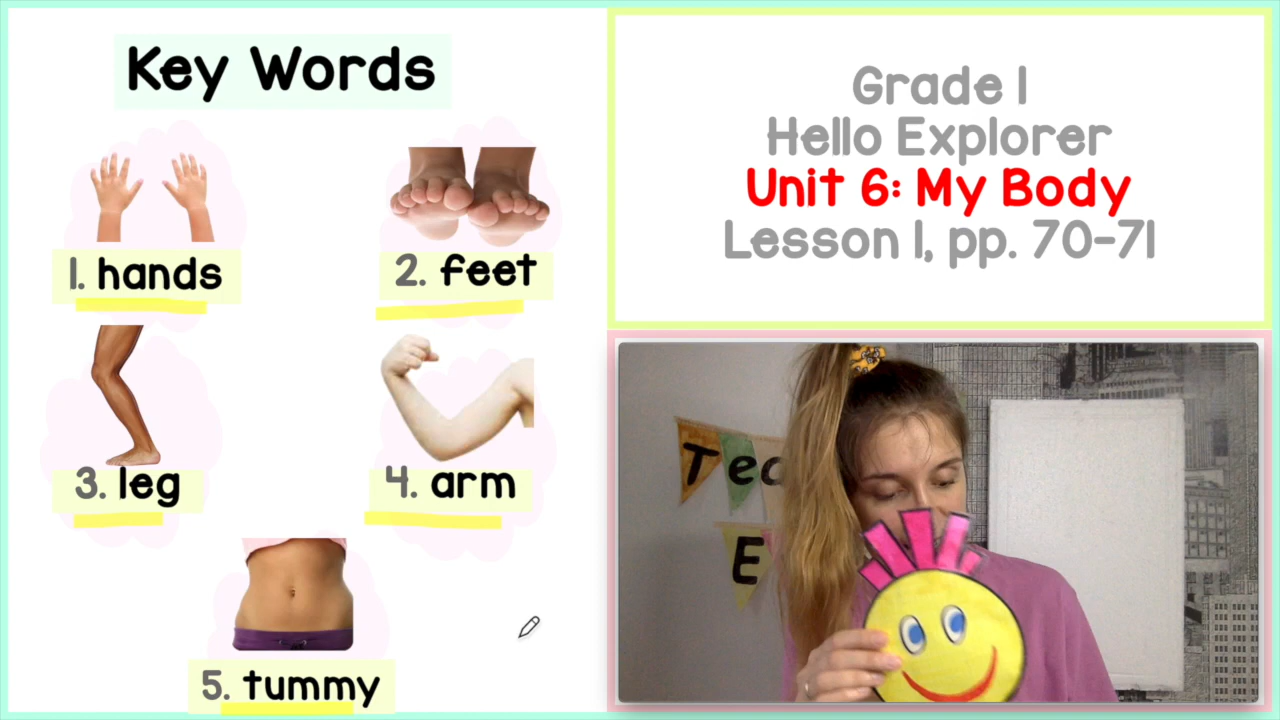 Key Words
1. hands
2. feet
3. leg
4. arm
5. tummy
Grade 1
Hello Explorer
Unit 6: My Body
Lesson 1, pp. 70-71
Tea
E